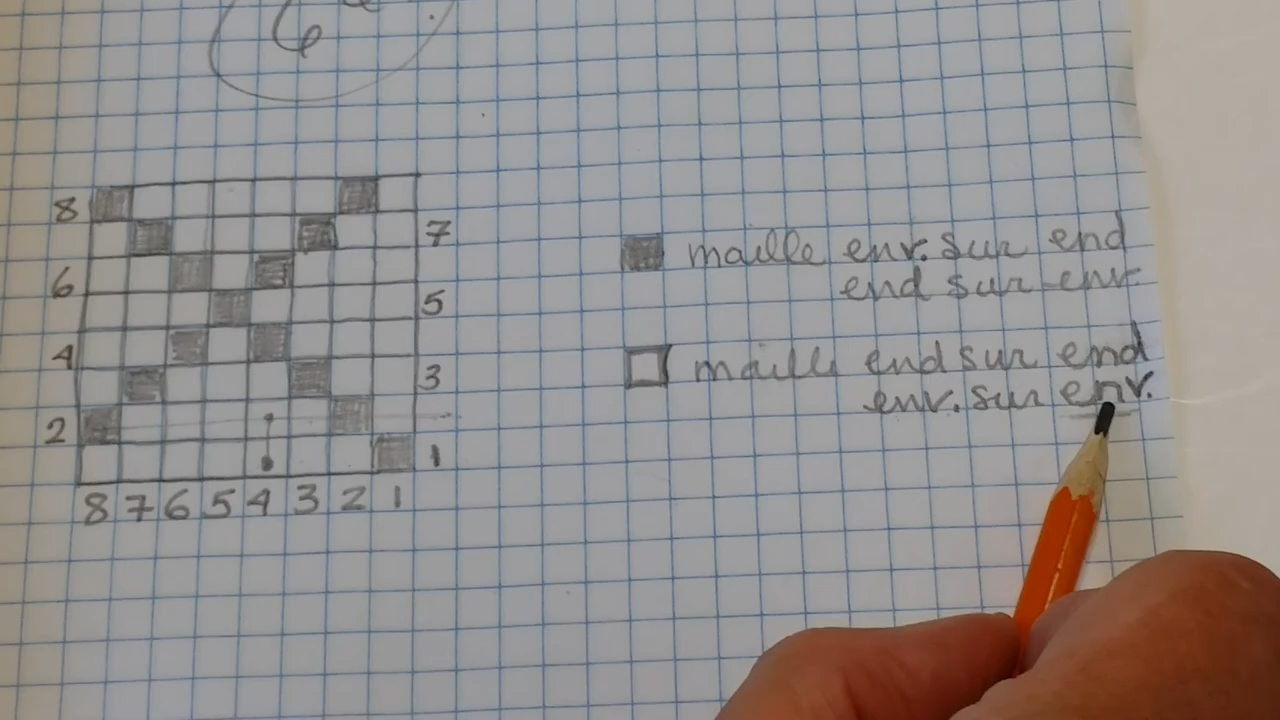 6
8
7
6
5
4
3
2
1
8 7 6 5 4 3 2 1
maille env. sur end
end sur env.
maille end sur end
env. sur env.